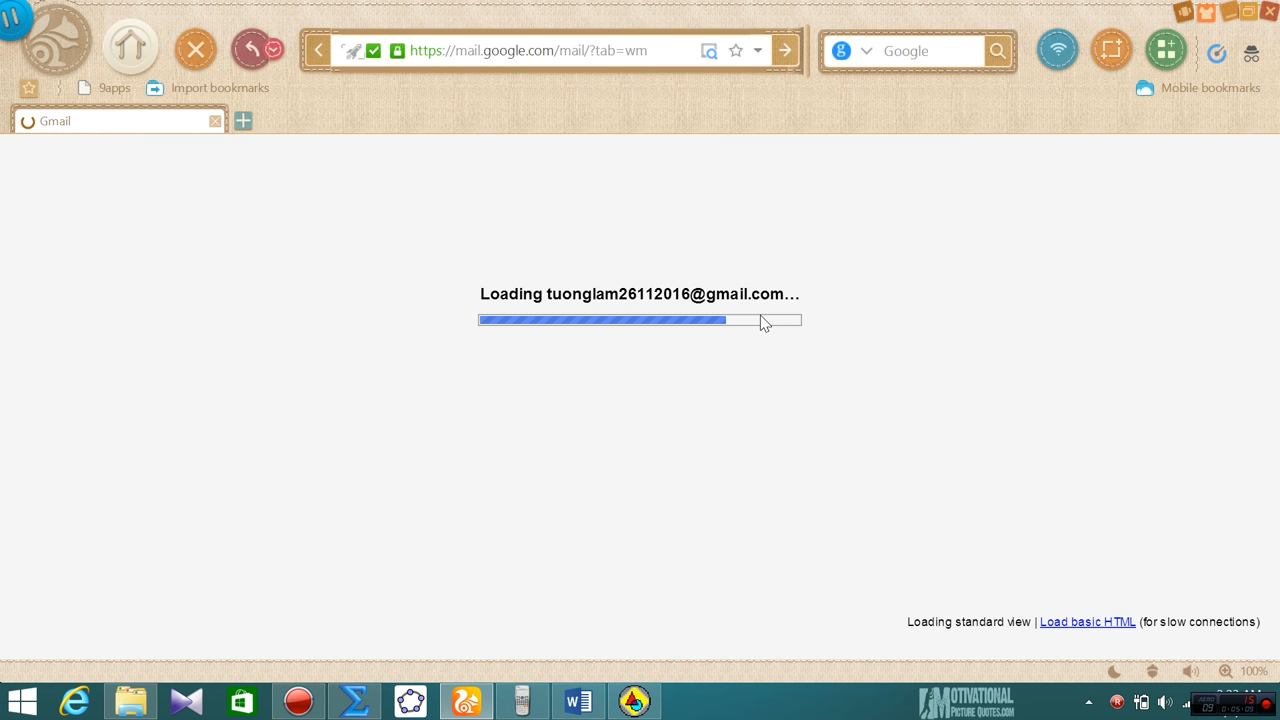 https://mail.google.com/mail/?tab=wm
Google
9apps
Import bookmarks
Mobile bookmarks
Gmail
Loading tuonglam26112016@gmail.com...
Loading standard view | Load basic HTML (for slow connections)
100%
MOTIVATIONAL
PICTURE QUOTES.COM